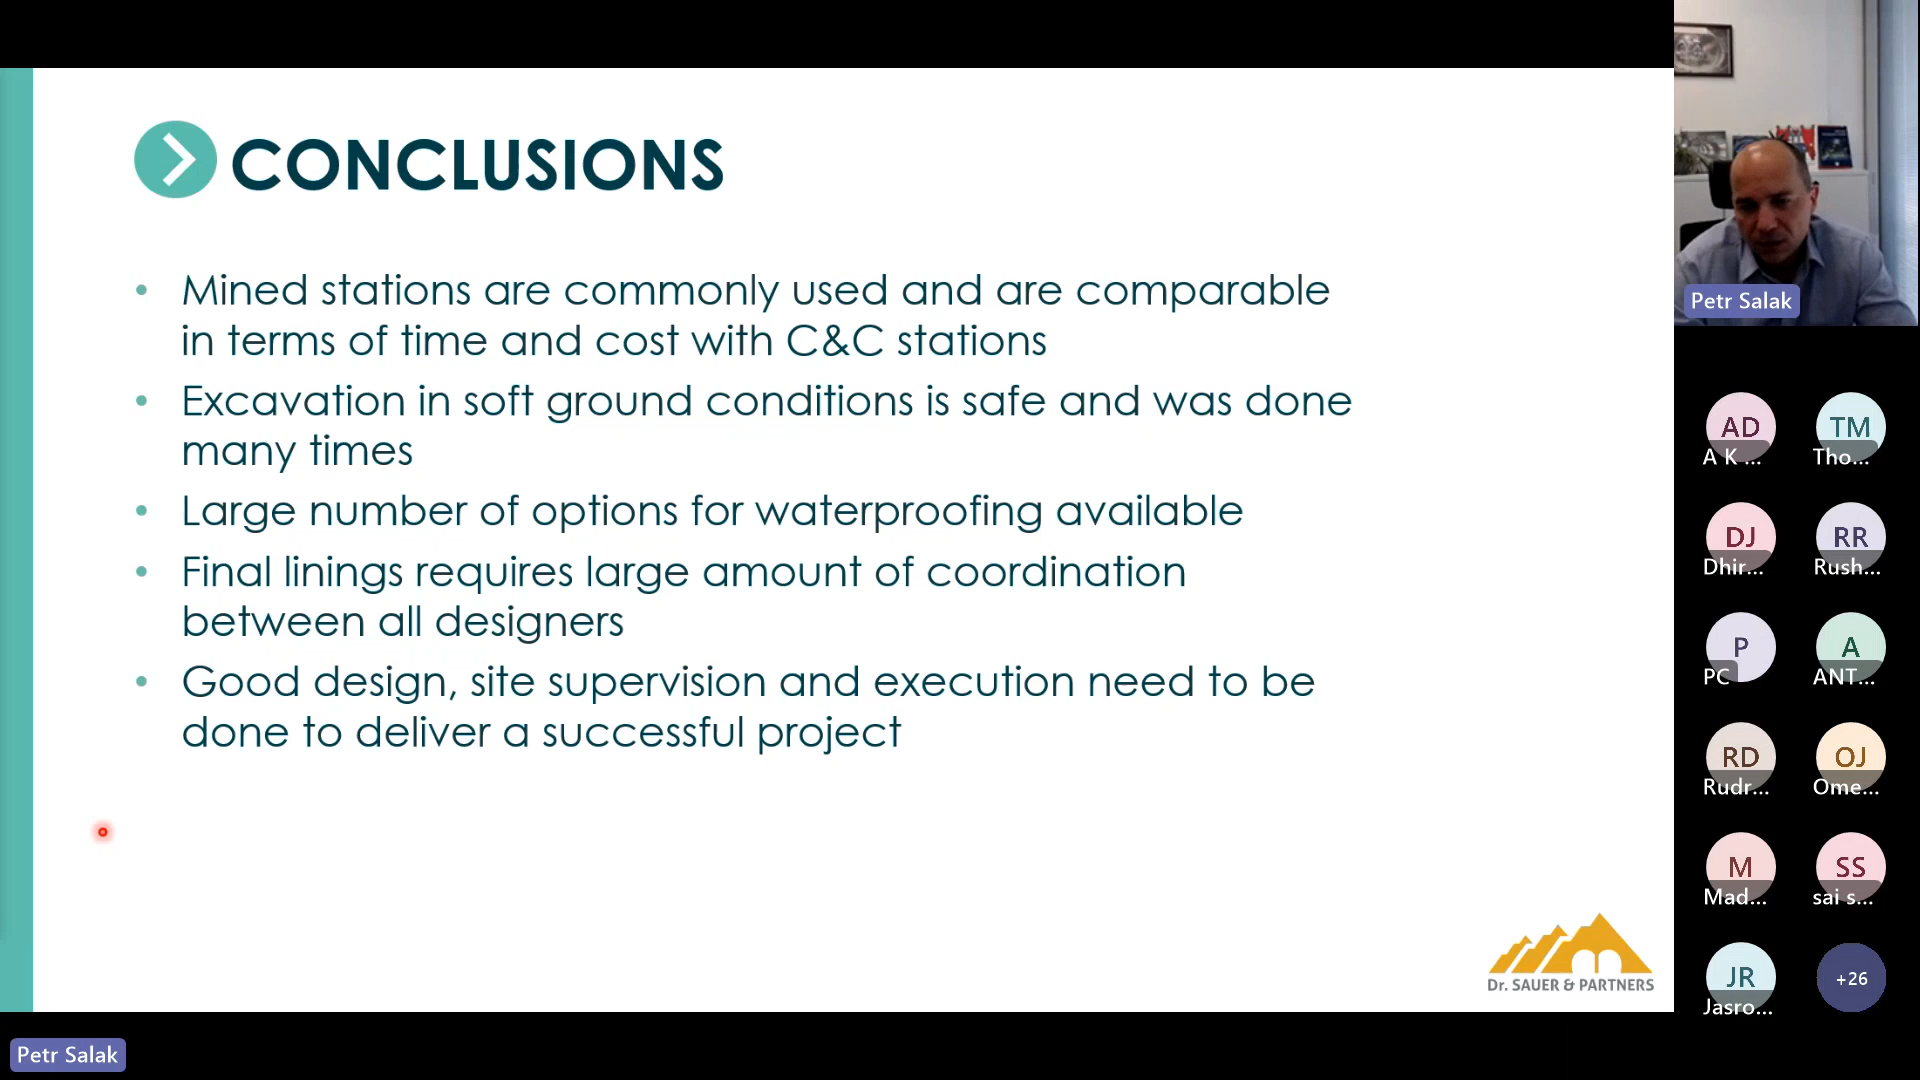 CONCLUSIONS
• Mined stations are commonly used and are comparable
in terms of time and cost with C&C stations
• Excavation in soft ground conditions is safe and was done
many times
• Large number of options for waterproofing available
• Final linings requires large amount of coordination
between all designers
• Good design, site supervision and execution need to be
done to deliver a successful project
Dr. SAUER & PARTNERS
Petr Salak
Petr Salak
AD
A K ...
TM
Tho...
DJ
Dhir...
RR
Rush...
P
PC
A
ANT...
RD
Rudr...
OJ
Ome...
M
Mad...
SS
sai s...
JR
Jasro...
+26